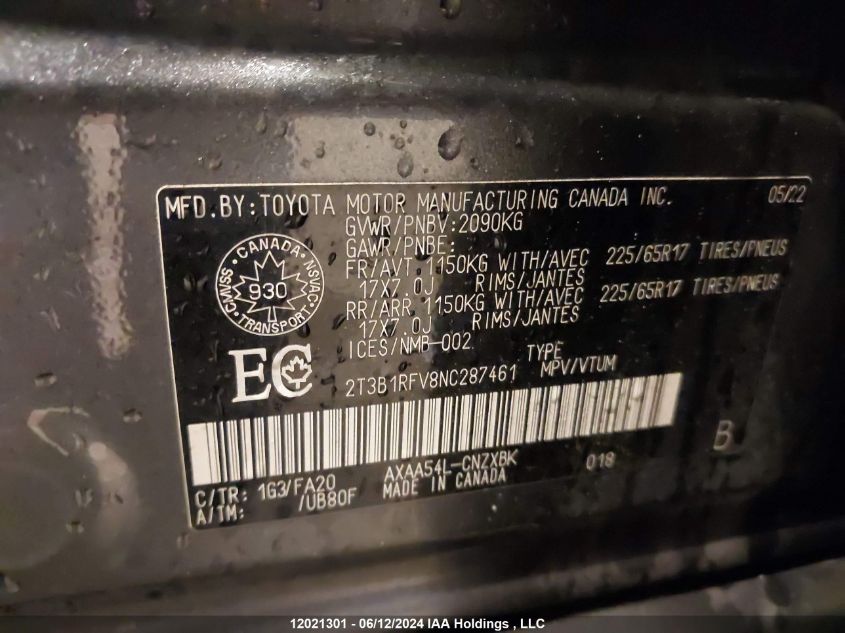 MFD.BY:TOYOTA MOTOR MANUFACTURING CANADA INC. 05/22
GVWR/PNBV:2090KG
GAWR/PNBE:
FR/AVT 1150KG WITH/AVEC 225/65R17 TIRES/PNEUS
17X7.0J RIMS/JANTES
RR/ARR 1150KG WITH/AVEC 225/65R17 TIRES/PNEUS
17X7.0J RIMS/JANTES
ICES/NMB-002
CANADA
CMVSS NSVAC
930
TRANSPORT
EC
TYPE
2T3B1RFV8NC287461 MPV/VTUM
B
C/TR: 1G3/FA20 AXAA54L-CNZXBK 018
A/TM: /UB80F MADE IN CANADA
12021301 - 06/12/2024 IAA Holdings , LLC